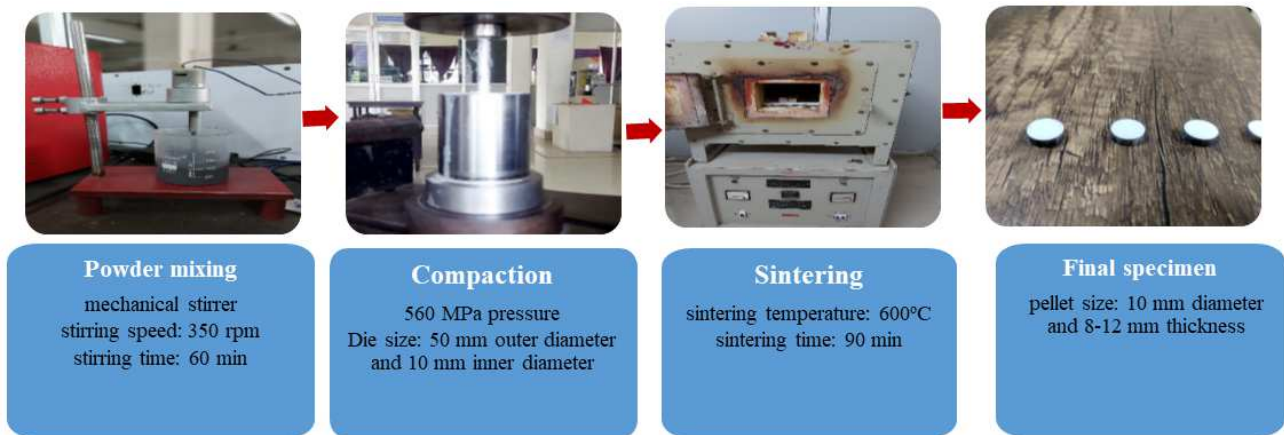 Powder mixing
mechanical stirrer
stirring speed: 350 rpm
stirring time: 60 min
Compaction
560 MPa pressure
Die size: 50 mm outer diameter
and 10 mm inner diameter
Sintering
sintering temperature: 600°C
sintering time: 90 min
Final specimen
pellet size: 10 mm diameter
and 8-12 mm thickness